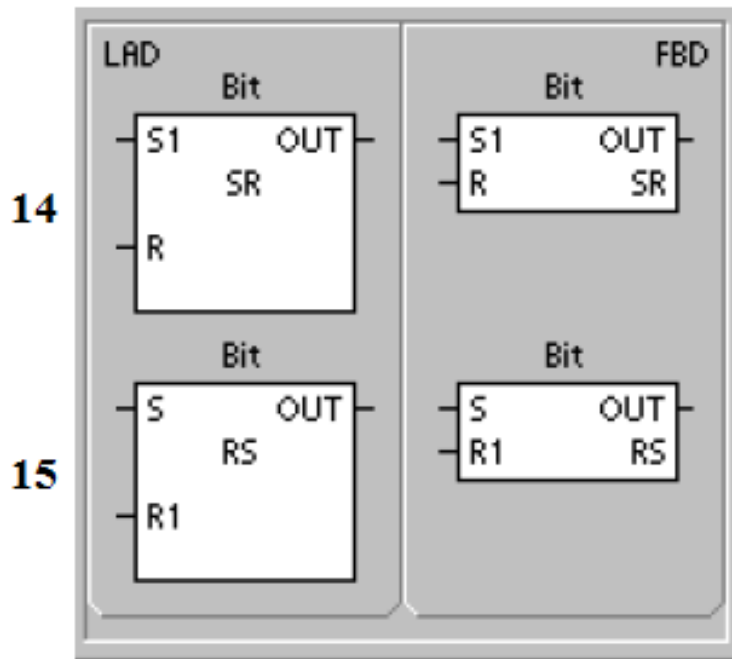 LAD FBD
Bit Bit
S1 OUT S1 OUT
SR R SR
14
R
Bit Bit
S OUT S OUT
RS R1 RS
15
R1